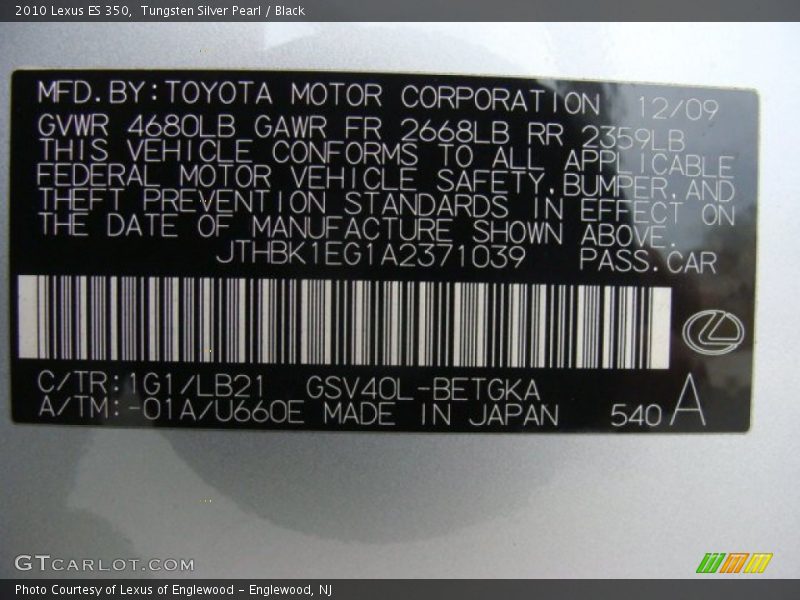 2010 Lexus ES 350,  Tungsten Silver Pearl / Black
MFD.BY:TOYOTA MOTOR CORPORATION 12/09
GVWR 4680LB GAWR FR 2668LB RR 2359LB
THIS VEHICLE CONFORMS TO ALL APPLICABLE
FEDERAL MOTOR VEHICLE SAFETY,BUMPER,AND
THEFT PREVENTION STANDARDS IN EFFECT ON
THE DATE OF MANUFACTURE SHOWN ABOVE.
JTHBK1EG1A2371039 PASS.CAR
C/TR:1G1/LB21 GSV40L-BETGKA
A/TM:-01A/U660E MADE IN JAPAN 540 A
GTCARLOT.COM
Photo Courtesy of Lexus of Englewood - Englewood, NJ